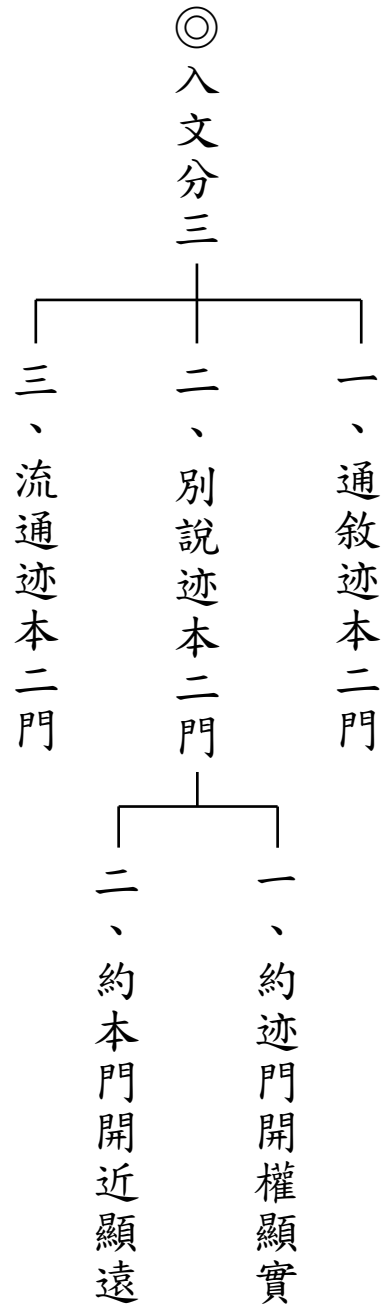 ◎入文分三
一、通敘迹本二門
二、別說迹本二門
三、流通迹本二門
一、約迹門開權顯實
二、約本門開近顯遠